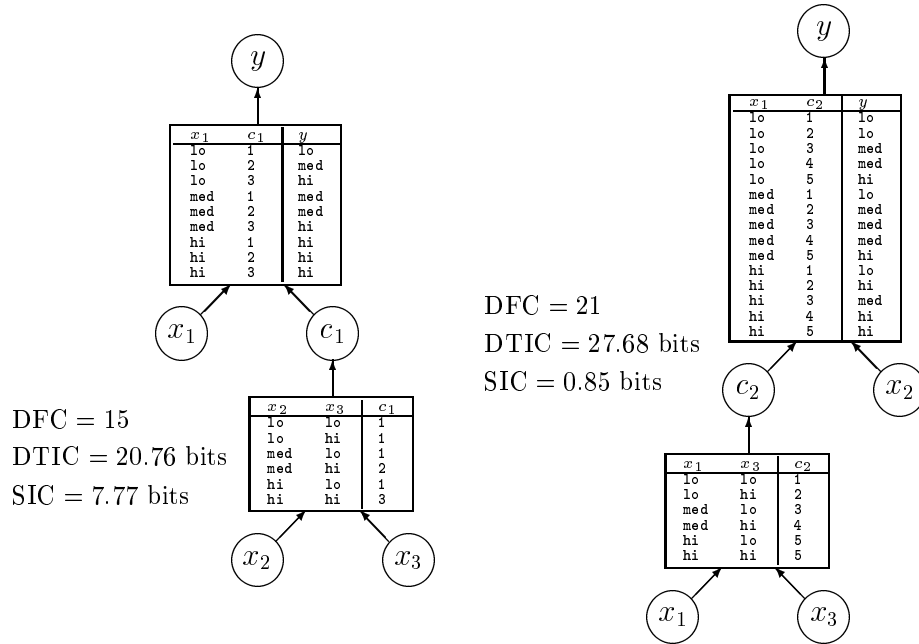 y
x₁ c₁ y
lo 1 lo
lo 2 med
lo 3 hi
med 1 med
med 2 med
med 3 hi
hi 1 hi
hi 2 hi
hi 3 hi
x₁
c₁
x₂ x₃ c₁
lo lo 1
lo hi 1
med lo 1
med hi 2
hi lo 1
hi hi 3
DFC = 15
DTIC = 20.76 bits
SIC = 7.77 bits
x₂
x₃
y
x₁ c₂ y
lo 1 lo
lo 2 lo
lo 3 med
lo 4 med
lo 5 hi
med 1 lo
med 2 med
med 3 med
med 4 med
med 5 hi
hi 1 lo
hi 2 hi
hi 3 med
hi 4 hi
hi 5 hi
DFC = 21
DTIC = 27.68 bits
SIC = 0.85 bits
c₂
x₂
x₁ x₃ c₂
lo lo 1
lo hi 2
med lo 3
med hi 4
hi lo 5
hi hi 5
x₁
x₃